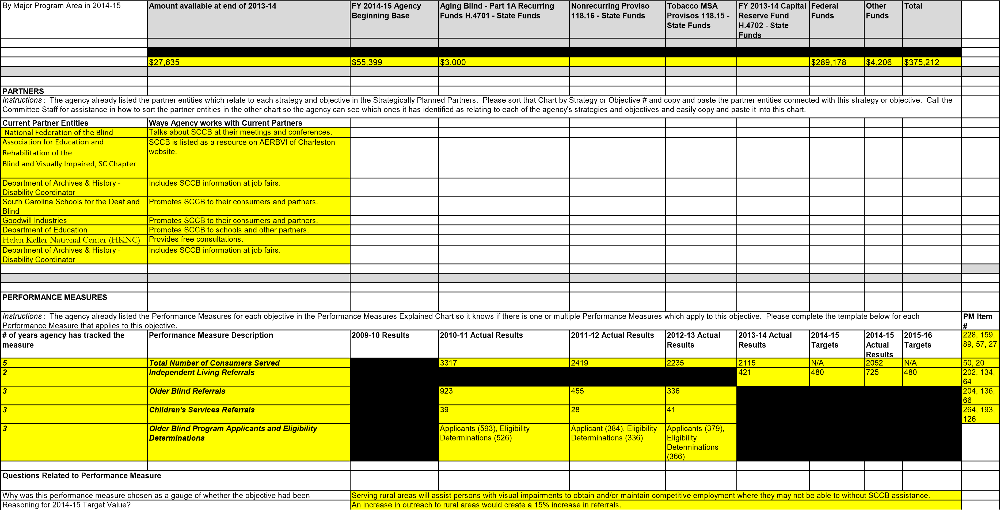 By Major Program Area in 2014-15
Amount available at end of 2013-14
FY 2014-15 Agency
Beginning Base
Aging Blind - Part 1A Recurring
Funds H.4701 - State Funds
Nonrecurring Proviso
118.16 - State Funds
Tobacco MSA
Provisos 118.15 -
State Funds
FY 2013-14 Capital
Reserve Fund
H.4702 - State
Funds
Federal
Funds
Other
Funds
Total
$27,635
$55,399
$3,000
$289,178
$4,206
$375,212
PARTNERS
Instructions :  The agency already listed the partner entities which relate to each strategy and objective in the Strategically Planned Partners.  Please sort that Chart by Strategy or Objective # and copy and paste the partner entities connected with this strategy or objective.  Call the
Committee Staff for assistance in how to sort the partner entities in the other chart so the agency can see which ones it has identified as relating to each of the agency's strategies and objectives and easily copy and paste it into this chart.
Current Partner Entities
Ways Agency works with Current Partners
National Federation of the Blind
Talks about SCCB at their meetings and conferences.
Association for Education and
Rehabilitation of the
Blind and Visually Impaired, SC Chapter
SCCB is listed as a resource on AERBVI of Charleston
website.
Department of Archives & History -
Disability Coordinator
Includes SCCB information at job fairs.
South Carolina Schools for the Deaf and
Blind
Promotes SCCB to their consumers and partners.
Goodwill Industries
Promotes SCCB to their consumers and partners.
Department of Education
Promotes SCCB to schools and other partners.
Helen Keller National Center (HKNC)
Provides free consultations.
Department of Archives & History -
Disability Coordinator
Includes SCCB information at job fairs.
PERFORMANCE MEASURES
Instructions :  The agency already listed the Performance Measures for each objective in the Performance Measures Explained Chart so it knows if there is one or multiple Performance Measures which apply to this objective.  Please complete the template below for each
Performance Measure that applies to this objective.
PM Item
#
# of years agency has tracked the
measure
Performance Measure Description
2009-10 Results
2010-11 Actual Results
2011-12 Actual Results
2012-13 Actual
Results
2013-14 Actual
Results
2014-15
Targets
2014-15
Actual
Results
2015-16
Targets
228, 159,
89, 57, 27
5
Total Number of Consumers Served
3317
2419
2235
2115
N/A
2052
N/A
50, 20
2
Independent Living Referrals
421
480
725
480
202, 134,
64
3
Older Blind Referrals
923
455
336
204, 136,
66
3
Children's Services Referrals
39
28
41
264, 193,
126
3
Older Blind Program Applicants and Eligibility
Determinations
Applicants (593), Eligibility
Determinations (526)
Applicant (384), Eligibility
Determinations (336)
Applicants (379),
Eligibility
Determinations
(366)
Questions Related to Performance Measure
Why was this performance measure chosen as a gauge of whether the objective had been
Serving rural areas will assist persons with visual impairments to obtain and/or maintain competitive employment where they may not be able to without SCCB assistance.
Reasoning for 2014-15 Target Value?
An increase in outreach to rural areas would create a 15% increase in referrals.